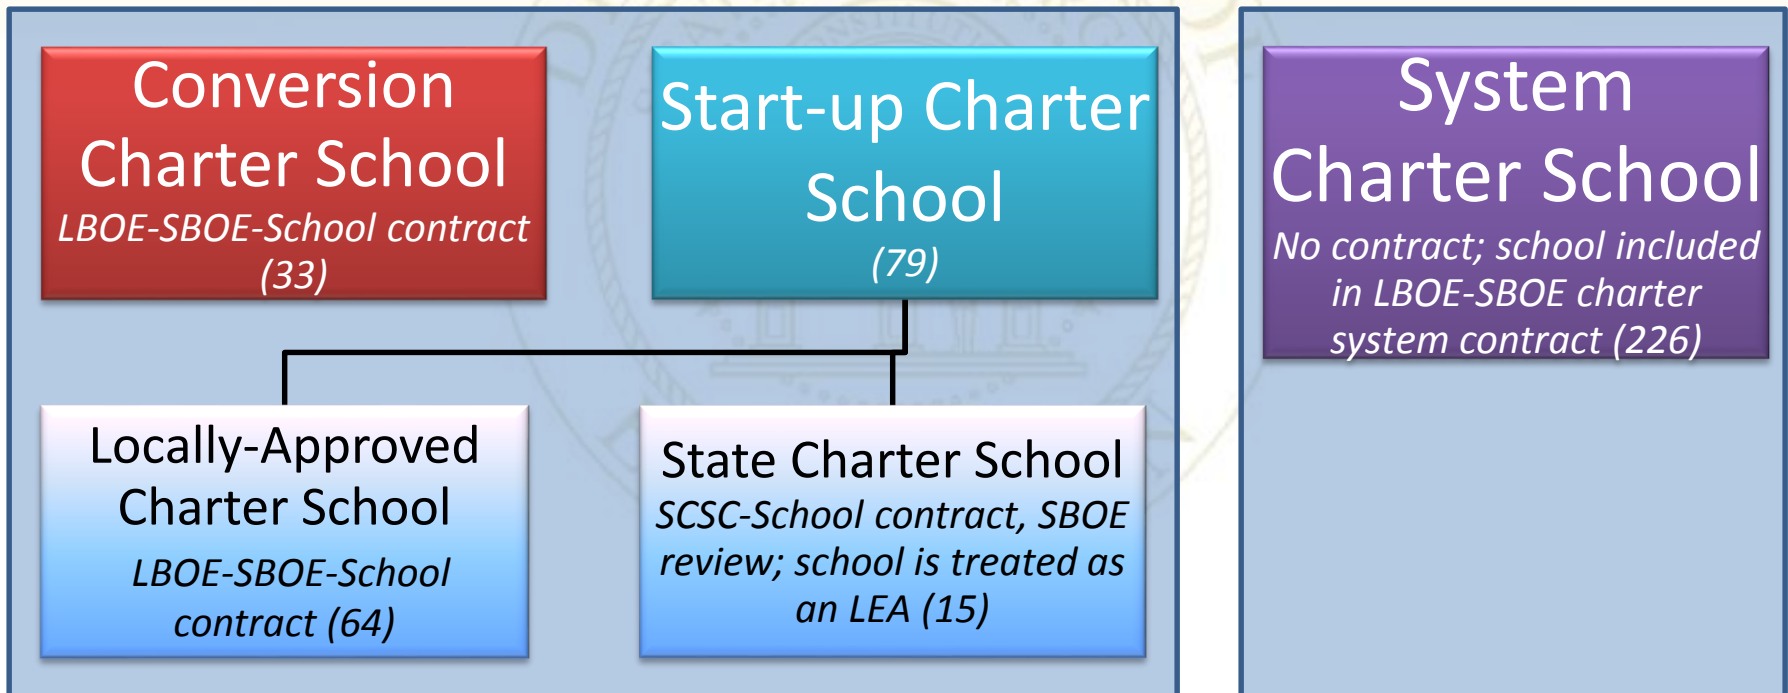 Conversion
Charter School
LBOE-SBOE-School contract
(33)
Start-up Charter
School
(79)
System
Charter School
No contract; school included
in LBOE-SBOE charter
system contract (226)
Locally-Approved
Charter School
LBOE-SBOE-School
contract (64)
State Charter School
SCSC-School contract, SBOE
review; school is treated as
an LEA (15)